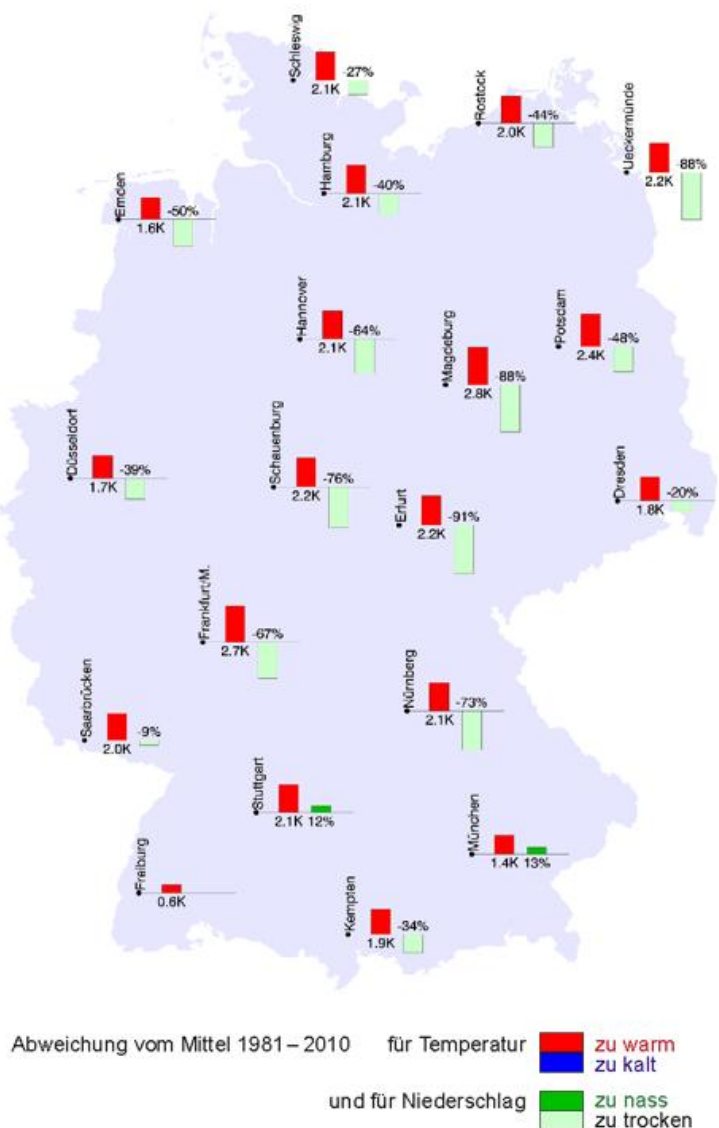 Schleswig
-27%
2.1K
Rostock
-44%
2.0K
Ueckermünde
-88%
2.2K
Hamburg
-40%
2.1K
Emden
-50%
1.6K
Hannover
-64%
2.1K
Potsdam
-48%
2.4K
Magdeburg
-88%
2.8K
Düsseldorf
-39%
1.7K
Schauenburg
-76%
2.2K
Erfurt
-91%
2.2K
Dresden
-20%
1.8K
Frankfurt/M.
-67%
2.7K
Nürnberg
-73%
2.1K
Saarbrücken
-9%
2.0K
Stuttgart
2.1K 12%
München
1.4K 13%
Freiburg
0.6K
Kempten
-34%
1.9K
Abweichung vom Mittel 1981–2010 für Temperatur zu warm
zu kalt
und für Niederschlag zu nass
zu trocken